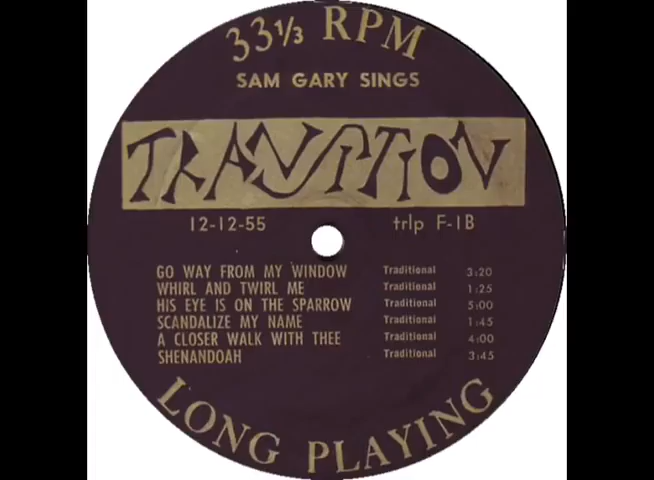 33⅓ RPM
SAM GARY SINGS
TRANSITION
12-12-55 trlp F-1B
GO WAY FROM MY WINDOW Traditional 3:20
WHIRL AND TWIRL ME Traditional 1:25
HIS EYE IS ON THE SPARROW Traditional 5:00
SCANDALIZE MY NAME Traditional 1:45
A CLOSER WALK WITH THEE Traditional 4:00
SHENANDOAH Traditional 3:45
LONG PLAYING